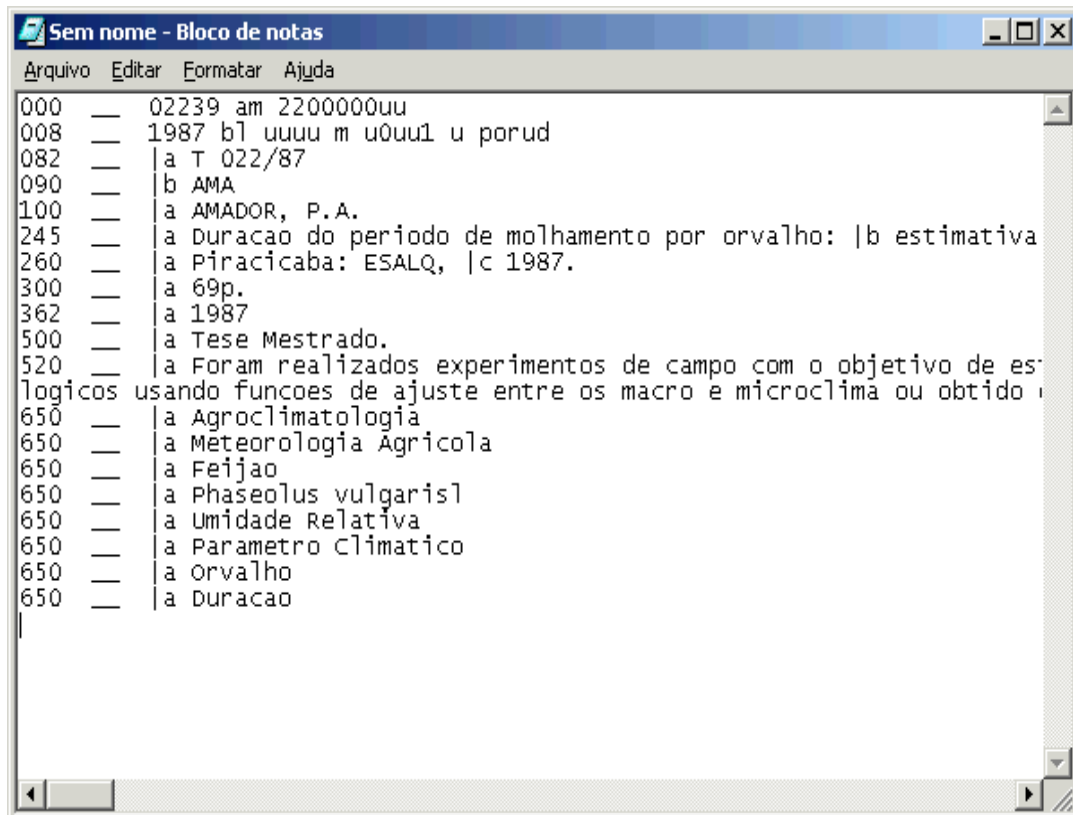 Sem nome - Bloco de notas
Arquivo Editar Formatar Ajuda
000 __ 02239 am 2200000uu
008 __ 1987 bl uuuu m u0uu1 u porud
082 __ |a T 022/87
090 __ |b AMA
100 __ |a AMADOR, P.A.
245 __ |a Duracao do periodo de molhamento por orvalho: |b estimativa
260 __ |a Piracicaba: ESALQ, |c 1987.
300 __ |a 69p.
362 __ |a 1987
500 __ |a Tese Mestrado.
520 __ |a Foram realizados experimentos de campo com o objetivo de
logicos usando funcoes de ajuste entre os macro e microclima ou obtido
650 __ |a Agroclimatologia
650 __ |a Meteorologia Agricola
650 __ |a Feijao
650 __ |a Phaseolus vulgarisl
650 __ |a Umidade Relativa
650 __ |a Parametro Climatico
650 __ |a Orvalho
650 __ |a Duracao